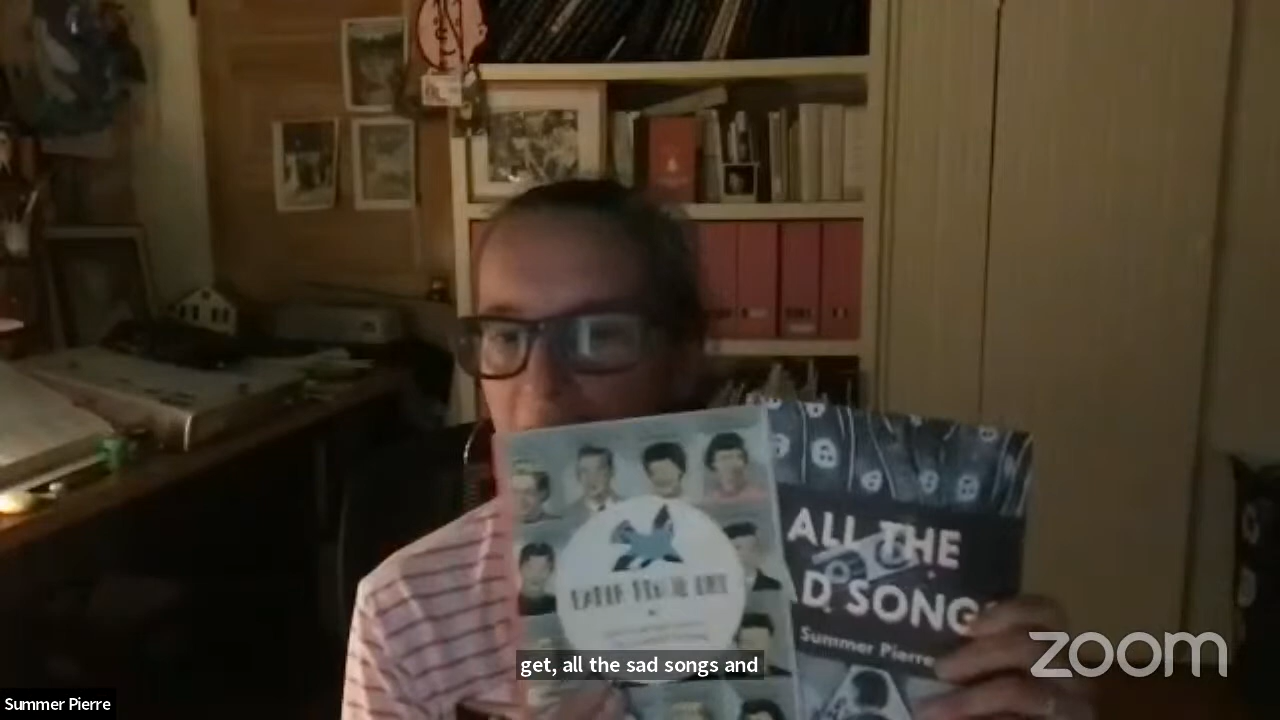 ALL THE
D SONG
Summer Pierre
get, all the sad songs and
Summer Pierre
zoom